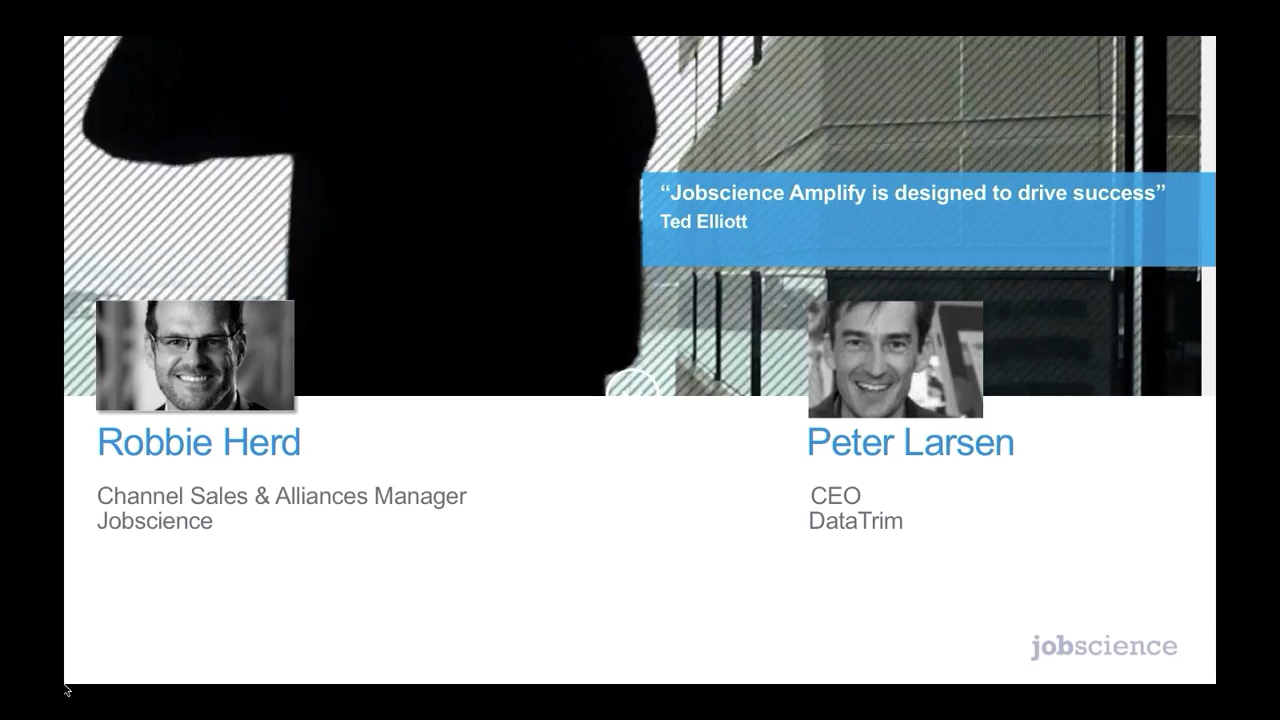 “Jobscience Amplify is designed to drive success”
Ted Elliott
Robbie Herd
Channel Sales & Alliances Manager
Jobscience
Peter Larsen
CEO
DataTrim
jobscience